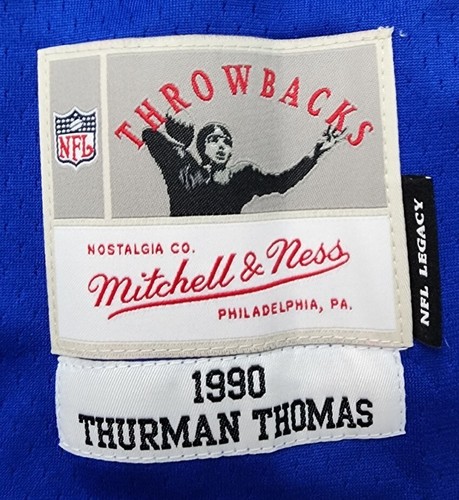 THROWBACKS
NFL
NOSTALGIA CO.
Mitchell & Ness
PHILADELPHIA, PA.
NFL LEGACY
1990
THURMAN THOMAS